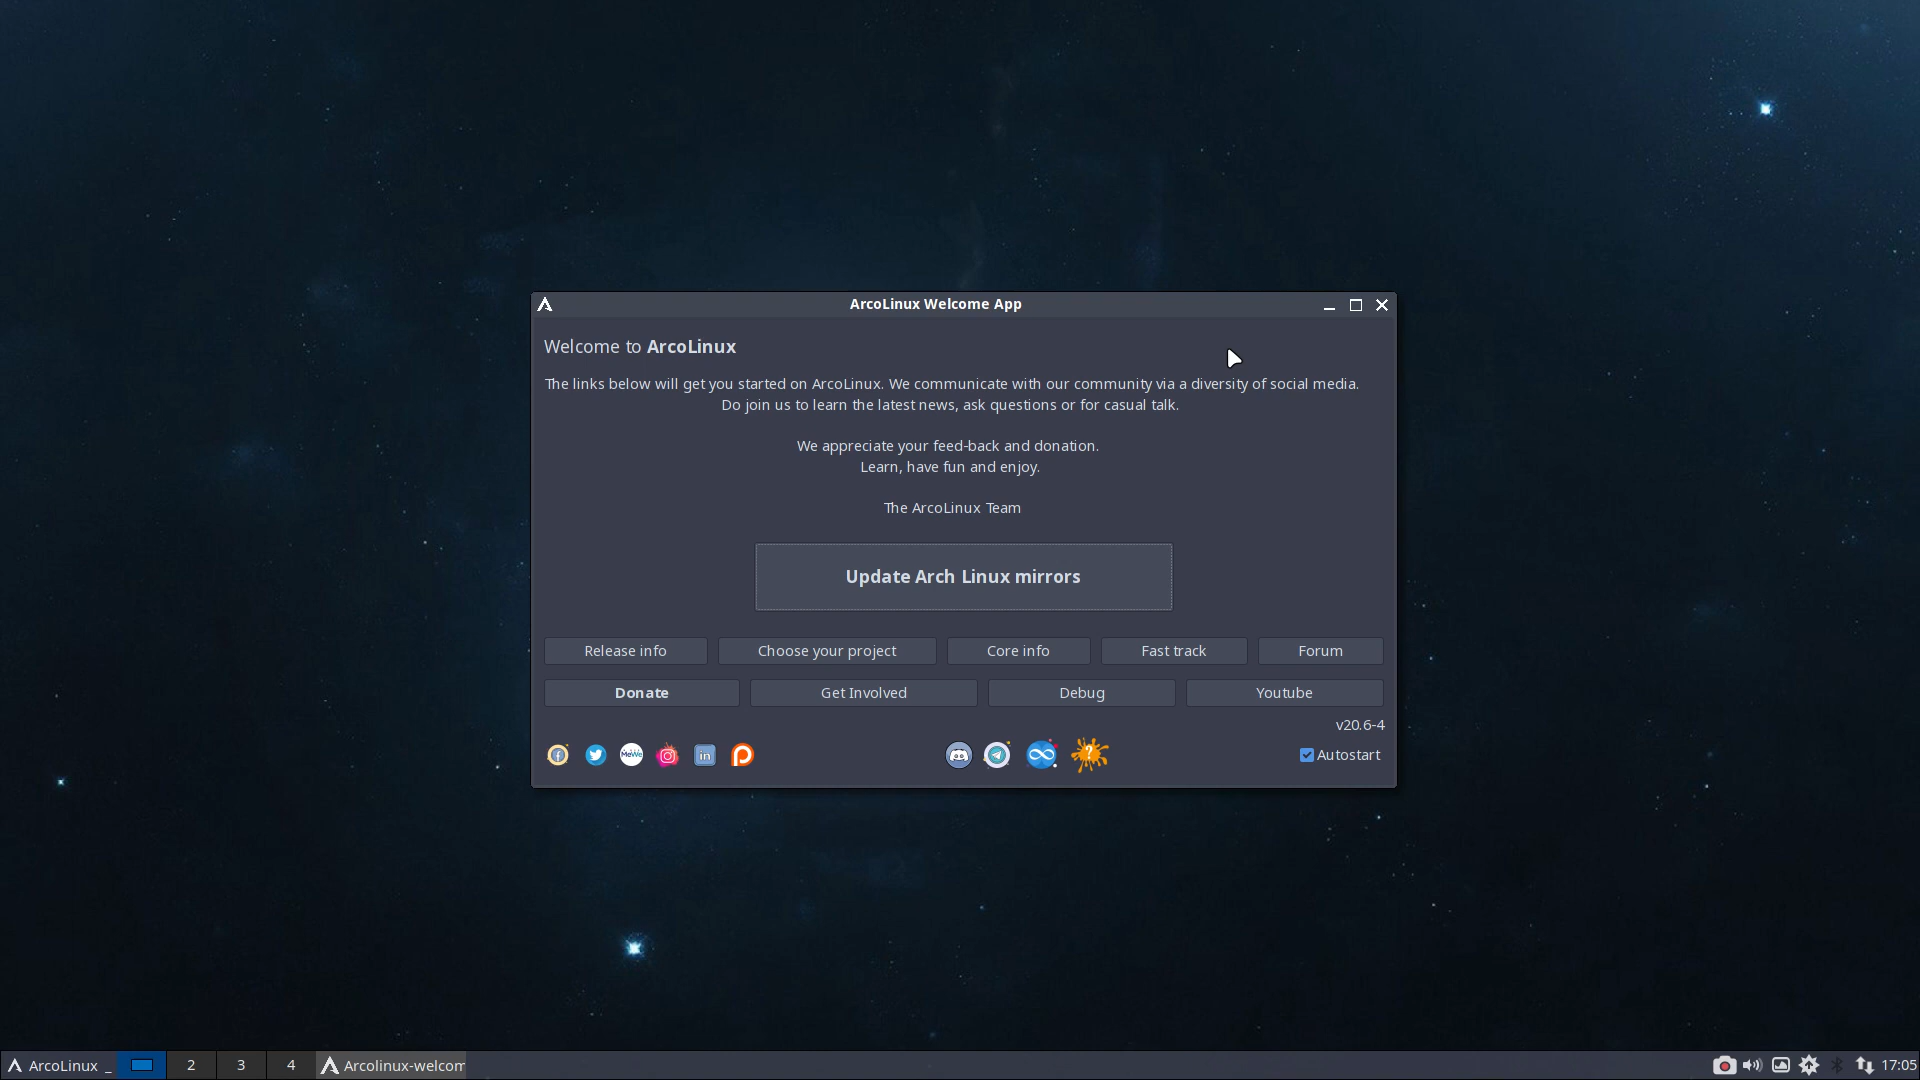 ArcoLinux Welcome App
Welcome to ArcoLinux
The links below will get you started on ArcoLinux. We communicate with our community via a diversity of social media.
Do join us to learn the latest news, ask questions or for casual talk.
We appreciate your feed-back and donation.
Learn, have fun and enjoy.
The ArcoLinux Team
Update Arch Linux mirrors
Release info Choose your project Core info Fast track Forum
Donate Get Involved Debug Youtube
v20.6-4
MeWe in ? Autostart
ArcoLinux _ 2 3 4 Arcolinux-welcom 17:05